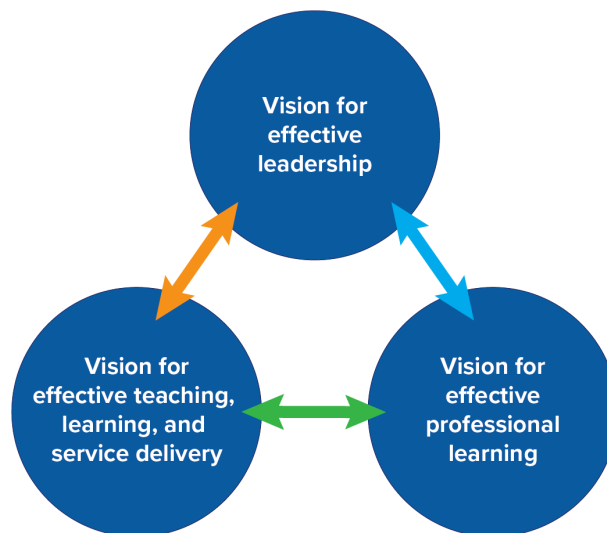 Vision for
effective
leadership
Vision for
effective teaching,
learning, and
service delivery
Vision for
effective
professional
learning